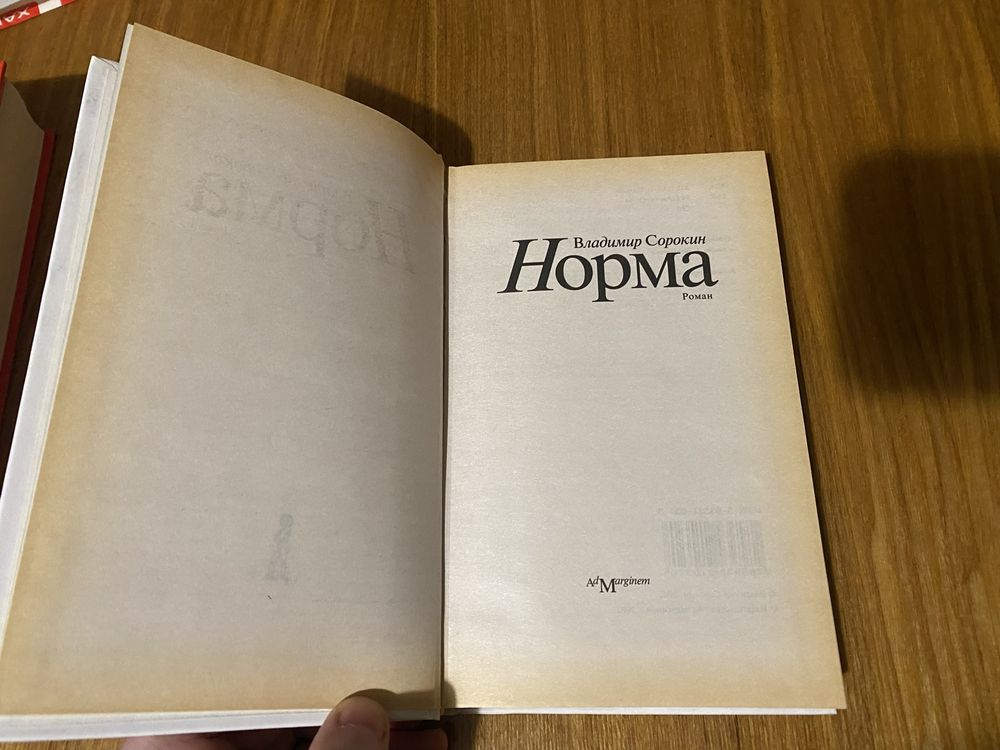 Владимир Сорокин
Норма
Роман
Ad Marginem